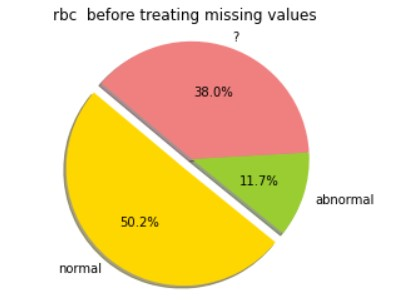 rbc  before treating missing values
?
38.0%
11.7%
abnormal
50.2%
normal